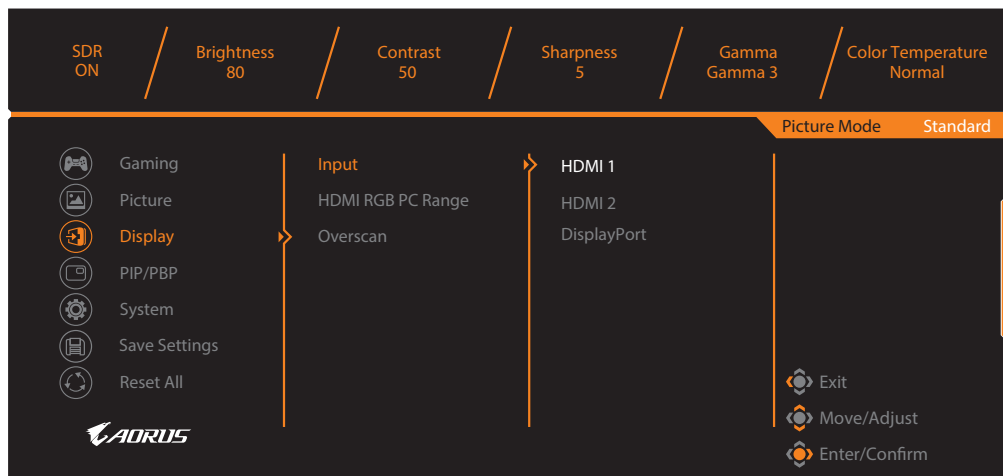 SDR
ON
Brightness
80
Contrast
50
Sharpness
5
Gamma
Gamma 3
Color Temperature
Normal
Picture Mode Standard
Gaming
Picture
Display
PIP/PBP
System
Save Settings
Reset All
Input
HDMI RGB PC Range
Overscan
HDMI 1
HDMI 2
DisplayPort
Exit
Move/Adjust
Enter/Confirm
AORUS